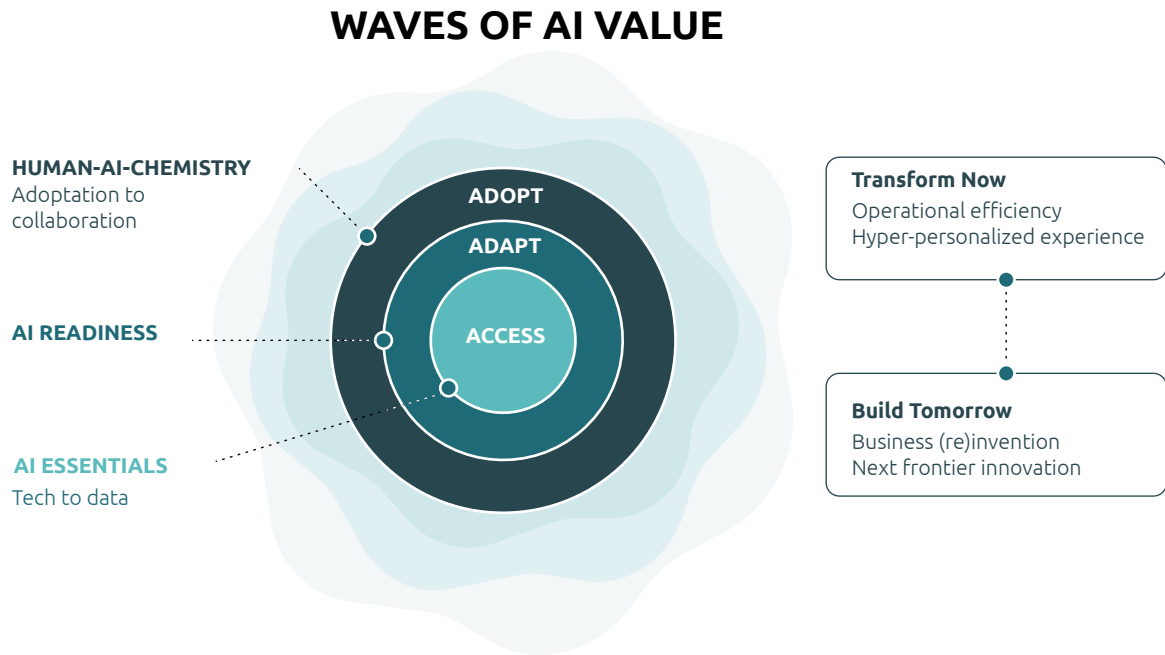 WAVES OF AI VALUE
HUMAN-AI-CHEMISTRY
Adoptation to
collaboration
AI READINESS
AI ESSENTIALS
Tech to data
ADOPT
ADAPT
ACCESS
Transform Now
Operational efficiency
Hyper-personalized experience
Build Tomorrow
Business (re)invention
Next frontier innovation